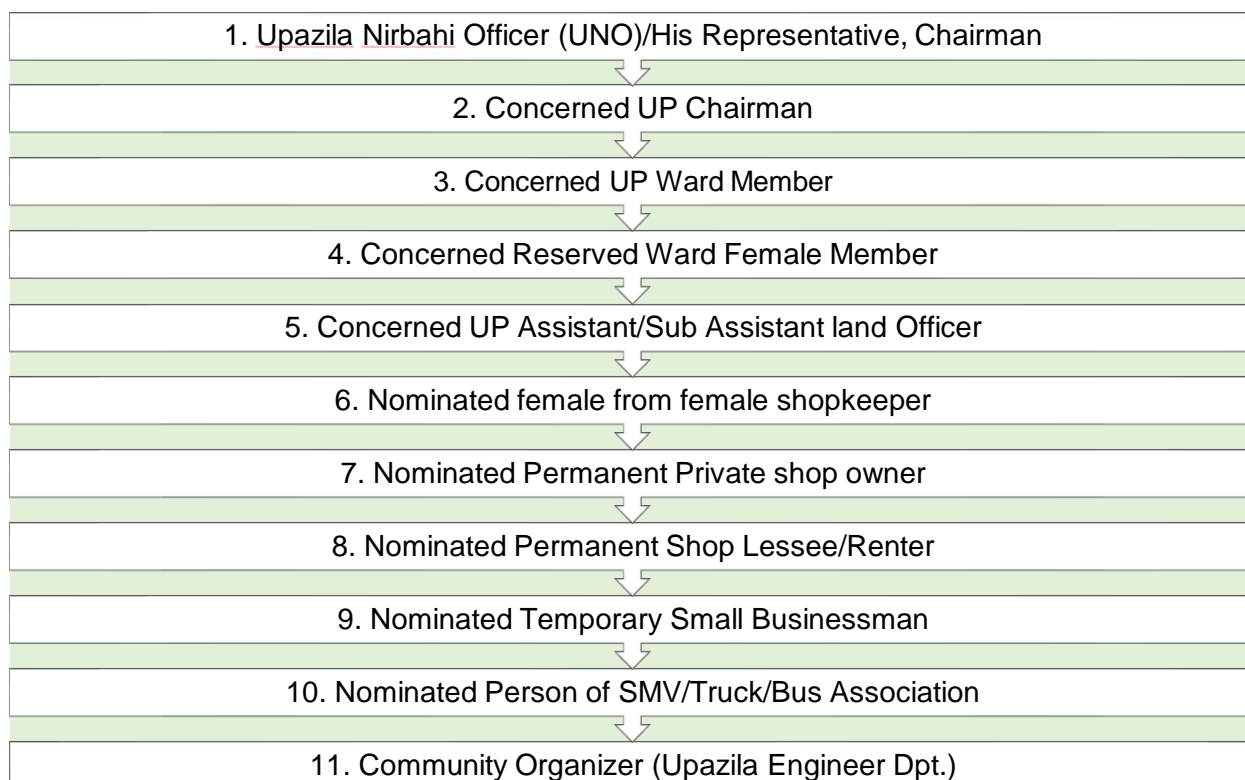 1. Upazila Nirbahi Officer (UNO)/His Representative, Chairman
2. Concerned UP Chairman
3. Concerned UP Ward Member
4. Concerned Reserved Ward Female Member
5. Concerned UP Assistant/Sub Assistant land Officer
6. Nominated female from female shopkeeper
7. Nominated Permanent Private shop owner
8. Nominated Permanent Shop Lessee/Renter
9. Nominated Temporary Small Businessman
10. Nominated Person of SMV/Truck/Bus Association
11. Community Organizer (Upazila Engineer Dpt.)